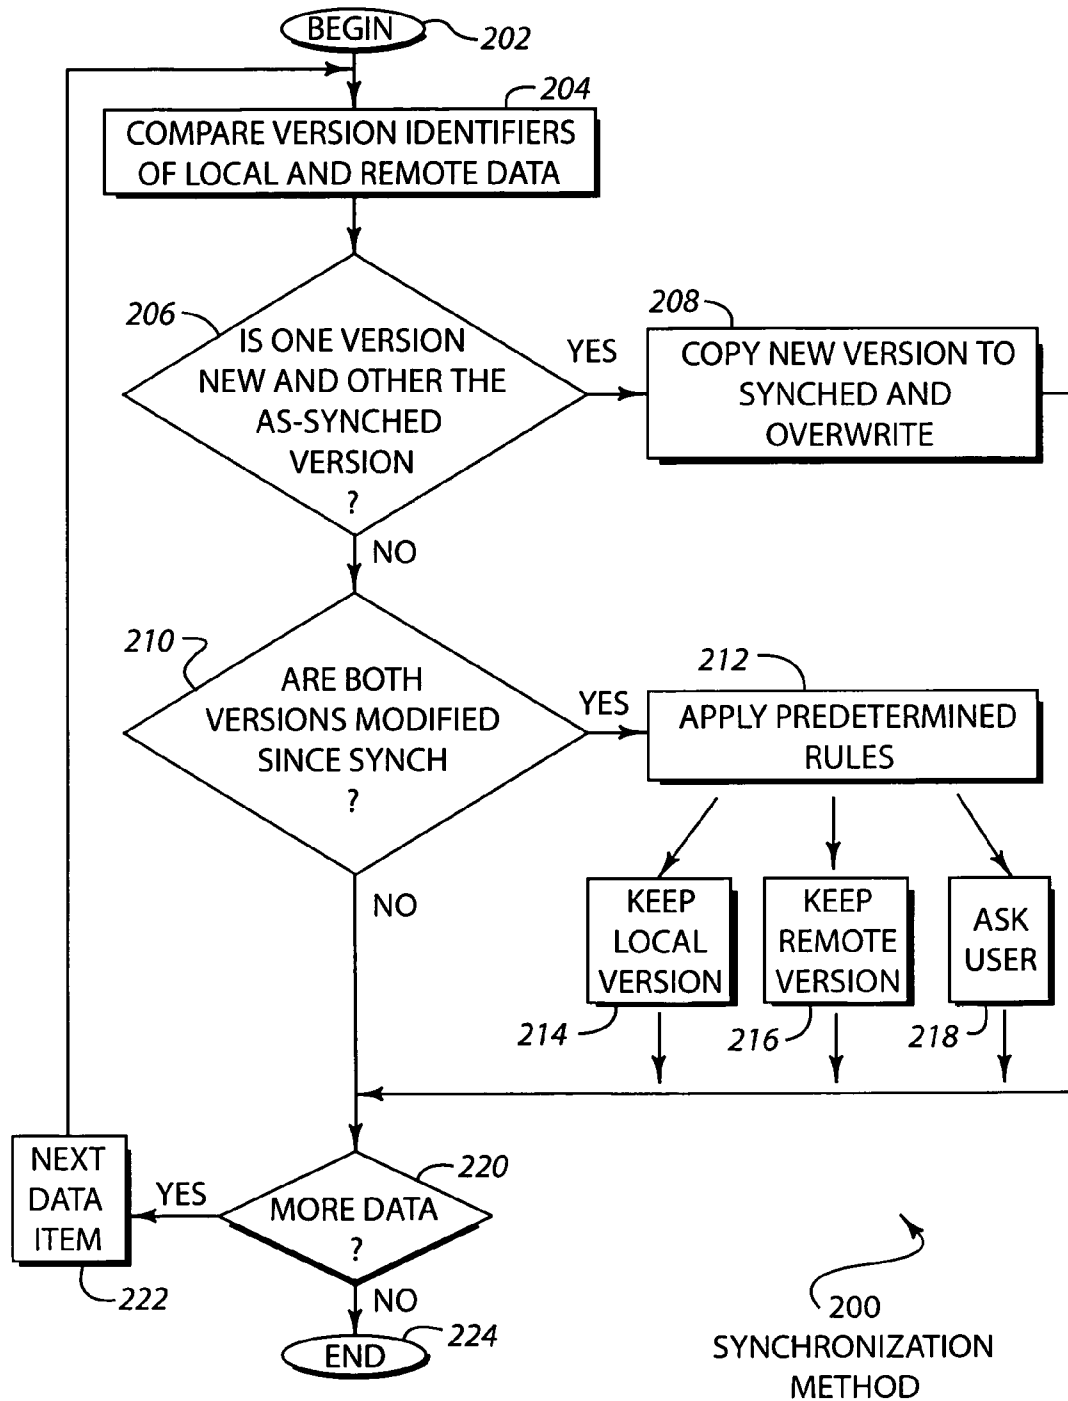 BEGIN
202
204
COMPARE VERSION IDENTIFIERS
OF LOCAL AND REMOTE DATA
206
IS ONE VERSION
NEW AND OTHER THE
AS-SYNCHED
VERSION
?
YES
208
COPY NEW VERSION TO
SYNCHED AND
OVERWRITE
NO
210
ARE BOTH
VERSIONS MODIFIED
SINCE SYNCH
?
YES
212
APPLY PREDETERMINED
RULES
NO
KEEP
LOCAL
VERSION
214
KEEP
REMOTE
VERSION
216
ASK
USER
218
220
MORE DATA
?
YES
NEXT
DATA
ITEM
222
NO
END
224
200
SYNCHRONIZATION
METHOD